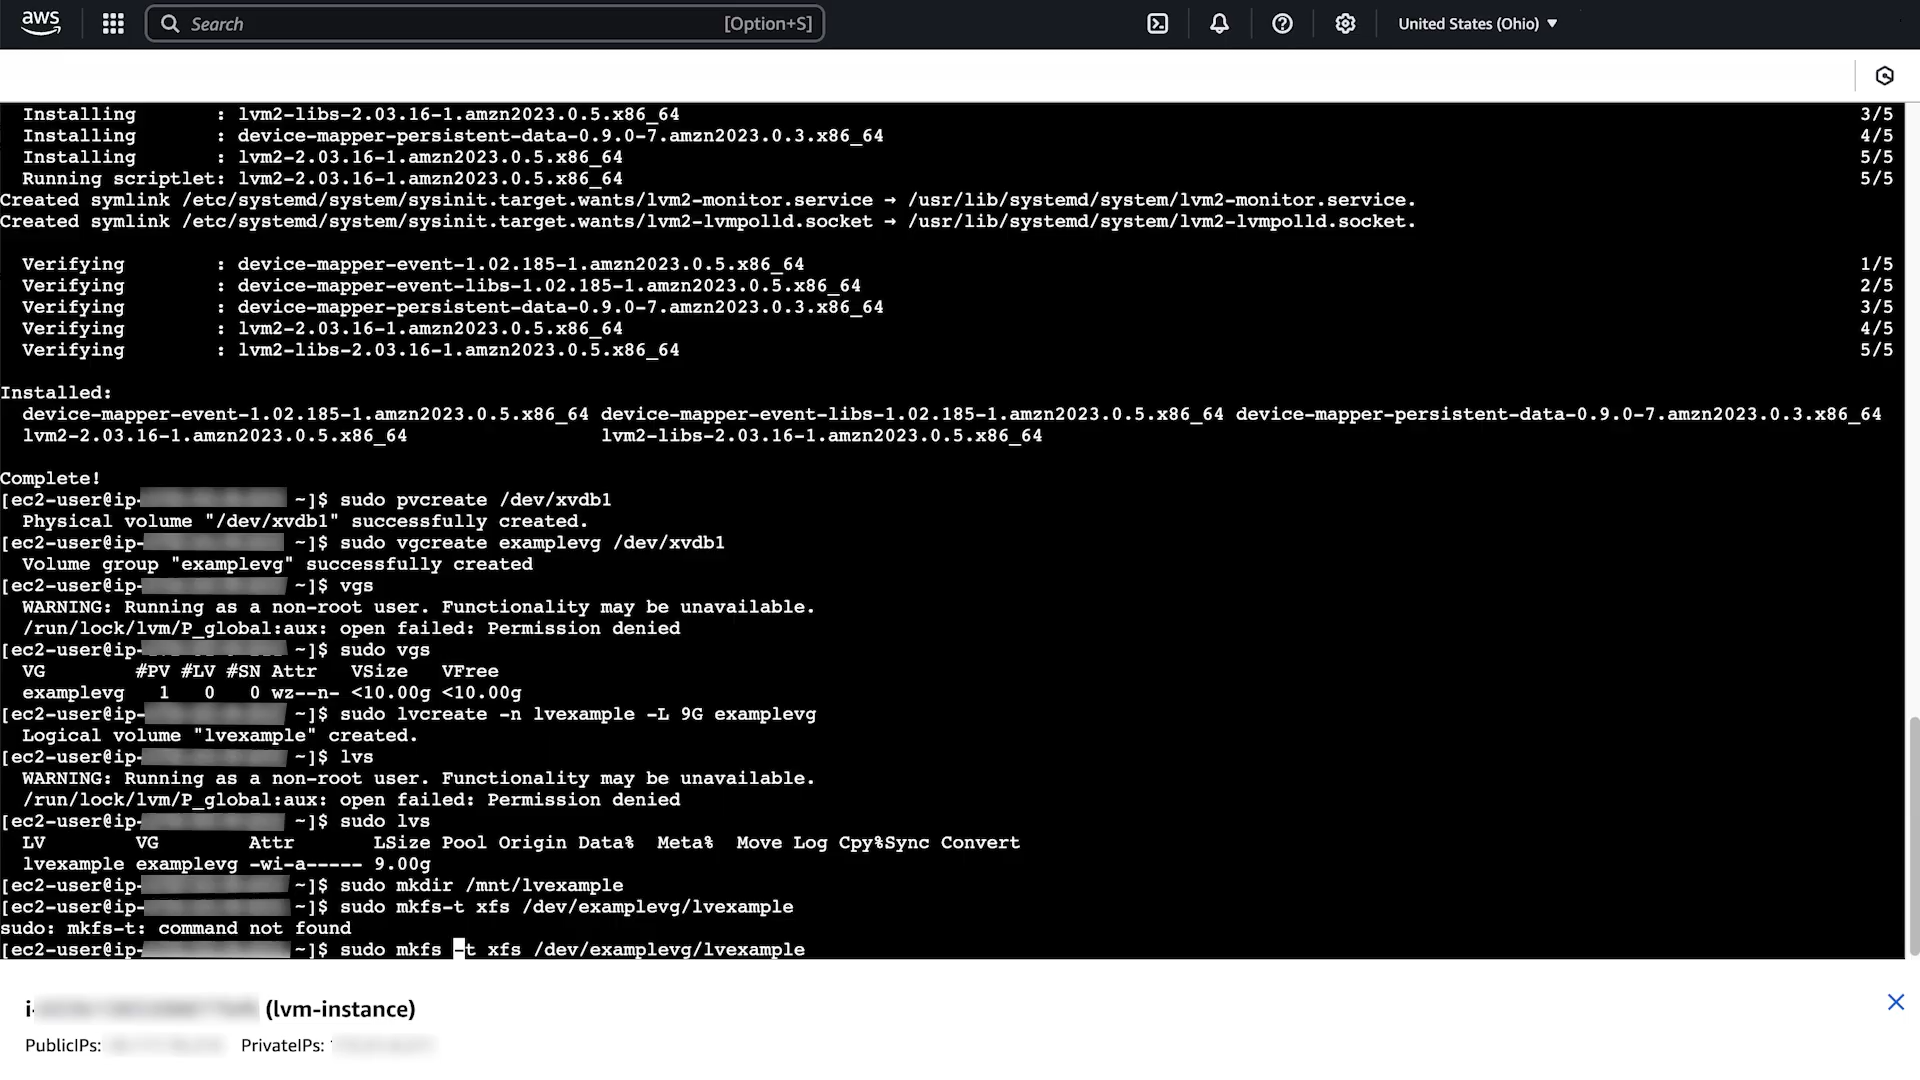 aws
Search [Option+S]
United States (Ohio)
Installing : lvm2-libs-2.03.16-1.amzn2023.0.5.x86_64 3/5
Installing : device-mapper-persistent-data-0.9.0-7.amzn2023.0.3.x86_64 4/5
Installing : lvm2-2.03.16-1.amzn2023.0.5.x86_64 5/5
Running scriptlet: lvm2-2.03.16-1.amzn2023.0.5.x86_64 5/5
Created symlink /etc/systemd/system/sysinit.target.wants/lvm2-monitor.service → /usr/lib/systemd/system/lvm2-monitor.service.
Created symlink /etc/systemd/system/sysinit.target.wants/lvm2-lvmpolld.socket → /usr/lib/systemd/system/lvm2-lvmpolld.socket.
Verifying : device-mapper-event-1.02.185-1.amzn2023.0.5.x86_64 1/5
Verifying : device-mapper-event-libs-1.02.185-1.amzn2023.0.5.x86_64 2/5
Verifying : device-mapper-persistent-data-0.9.0-7.amzn2023.0.3.x86_64 3/5
Verifying : lvm2-2.03.16-1.amzn2023.0.5.x86_64 4/5
Verifying : lvm2-libs-2.03.16-1.amzn2023.0.5.x86_64 5/5
Installed:
device-mapper-event-1.02.185-1.amzn2023.0.5.x86_64 device-mapper-event-libs-1.02.185-1.amzn2023.0.5.x86_64 device-mapper-persistent-data-0.9.0-7.amzn2023.0.3.x86_64
lvm2-2.03.16-1.amzn2023.0.5.x86_64 lvm2-libs-2.03.16-1.amzn2023.0.5.x86_64
Complete!
[ec2-user@ip- ~]$ sudo pvcreate /dev/xvdb1
Physical volume "/dev/xvdb1" successfully created.
[ec2-user@ip- ~]$ sudo vgcreate examplevg /dev/xvdb1
Volume group "examplevg" successfully created
[ec2-user@ip- ~]$ vgs
WARNING: Running as a non-root user. Functionality may be unavailable.
/run/lock/lvm/P_global:aux: open failed: Permission denied
[ec2-user@ip- ~]$ sudo vgs
VG #PV #LV #SN Attr VSize VFree
examplevg 1 0 0 wz--n- <10.00g <10.00g
[ec2-user@ip- ~]$ sudo lvcreate -n lvexample -L 9G examplevg
Logical volume "lvexample" created.
[ec2-user@ip- ~]$ lvs
WARNING: Running as a non-root user. Functionality may be unavailable.
/run/lock/lvm/P_global:aux: open failed: Permission denied
[ec2-user@ip- ~]$ sudo lvs
LV VG Attr LSize Pool Origin Data% Meta% Move Log Cpy%Sync Convert
lvexample examplevg -wi-a----- 9.00g
[ec2-user@ip- ~]$ sudo mkdir /mnt/lvexample
[ec2-user@ip- ~]$ sudo mkfs-t xfs /dev/examplevg/lvexample
sudo: mkfs-t: command not found
[ec2-user@ip- ~]$ sudo mkfs -t xfs /dev/examplevg/lvexample
i- (lvm-instance)
PublicIPs: PrivateIPs: